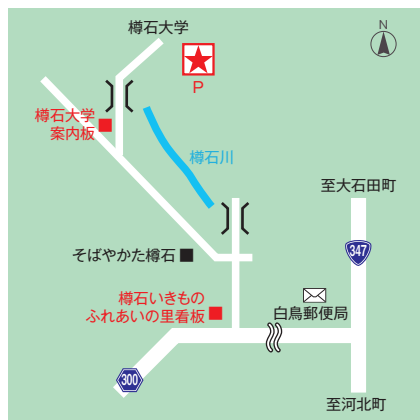 樽石大学
N
P
樽石大学
案内板
樽石川
至大石田町
347
そばやかた樽石
樽石いきもの
ふれあいの里看板
白鳥郵便局
300
至河北町